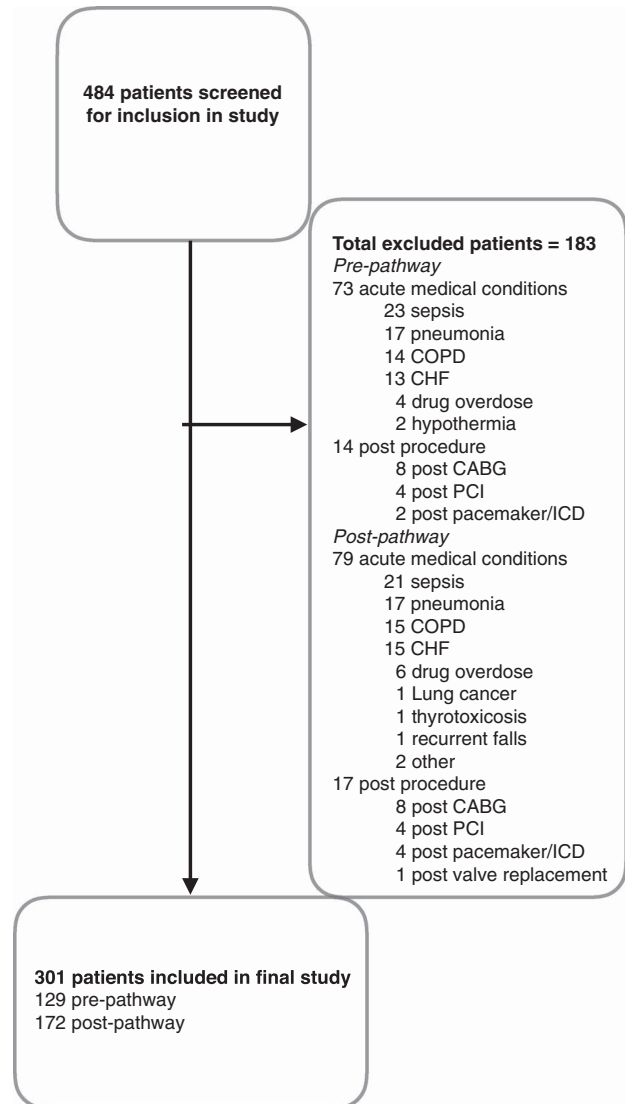 484 patients screened
for inclusion in study
Total excluded patients = 183
Pre-pathway
73 acute medical conditions
23 sepsis
17 pneumonia
14 COPD
13 CHF
4 drug overdose
2 hypothermia
14 post procedure
8 post CABG
4 post PCI
2 post pacemaker/ICD
Post-pathway
79 acute medical conditions
21 sepsis
17 pneumonia
15 COPD
15 CHF
6 drug overdose
1 Lung cancer
1 thyrotoxicosis
1 recurrent falls
2 other
17 post procedure
8 post CABG
4 post PCI
4 post pacemaker/ICD
1 post valve replacement
301 patients included in final study
129 pre-pathway
172 post-pathway